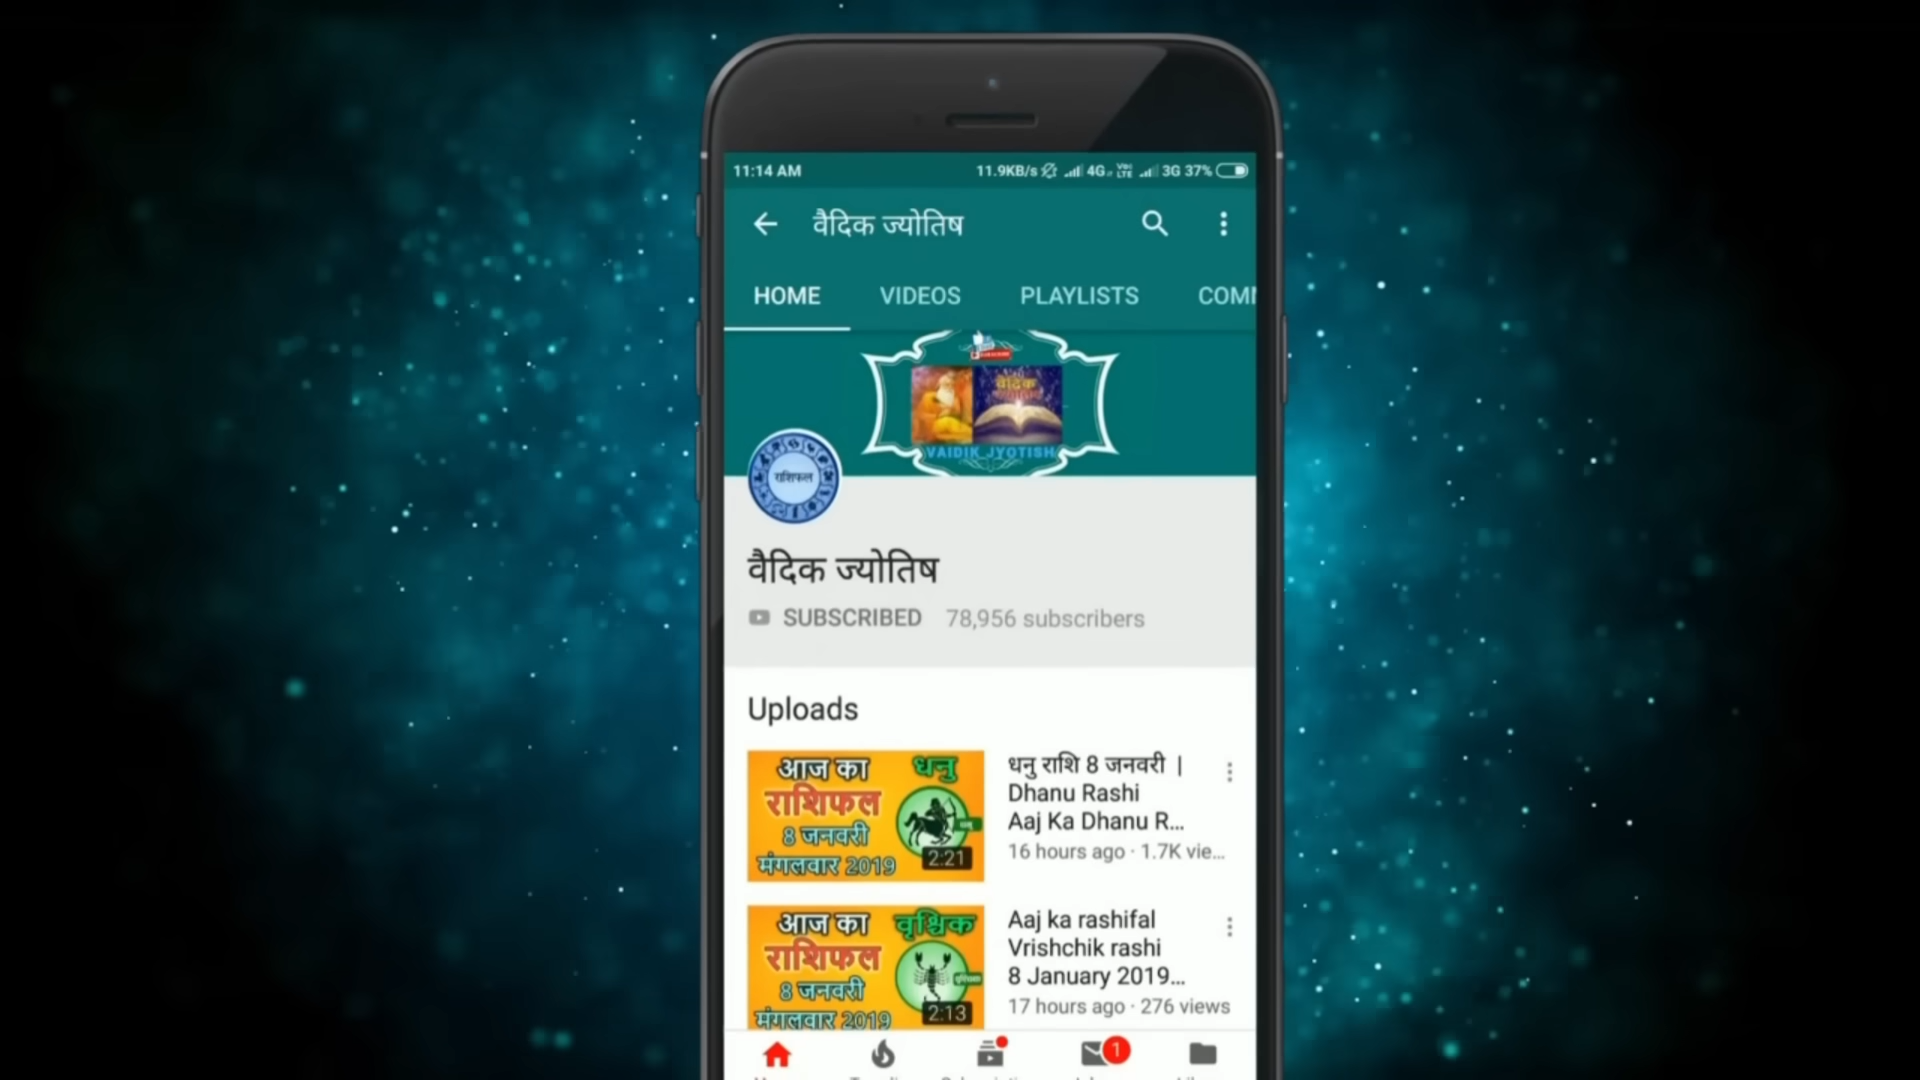 11:14 AM 11.9KB/s 4G VoLTE 3G 37%
वैदिक ज्योतिष
HOME VIDEOS PLAYLISTS COMM
वैदिक
VAIDIK JYOTISH
राशिफल
वैदिक ज्योतिष
SUBSCRIBED 78,956 subscribers
Uploads
आज का धनु
राशिफल
8 जनवरी
मंगलवार 2019
2:21
धनु राशि 8 जनवरी |
Dhanu Rashi
Aaj Ka Dhanu R...
16 hours ago · 1.7K vie...
आज का वृश्चिक
राशिफल
8 जनवरी
मंगलवार 2019
2:13
Aaj ka rashifal
Vrishchik rashi
8 January 2019...
17 hours ago · 276 views
1